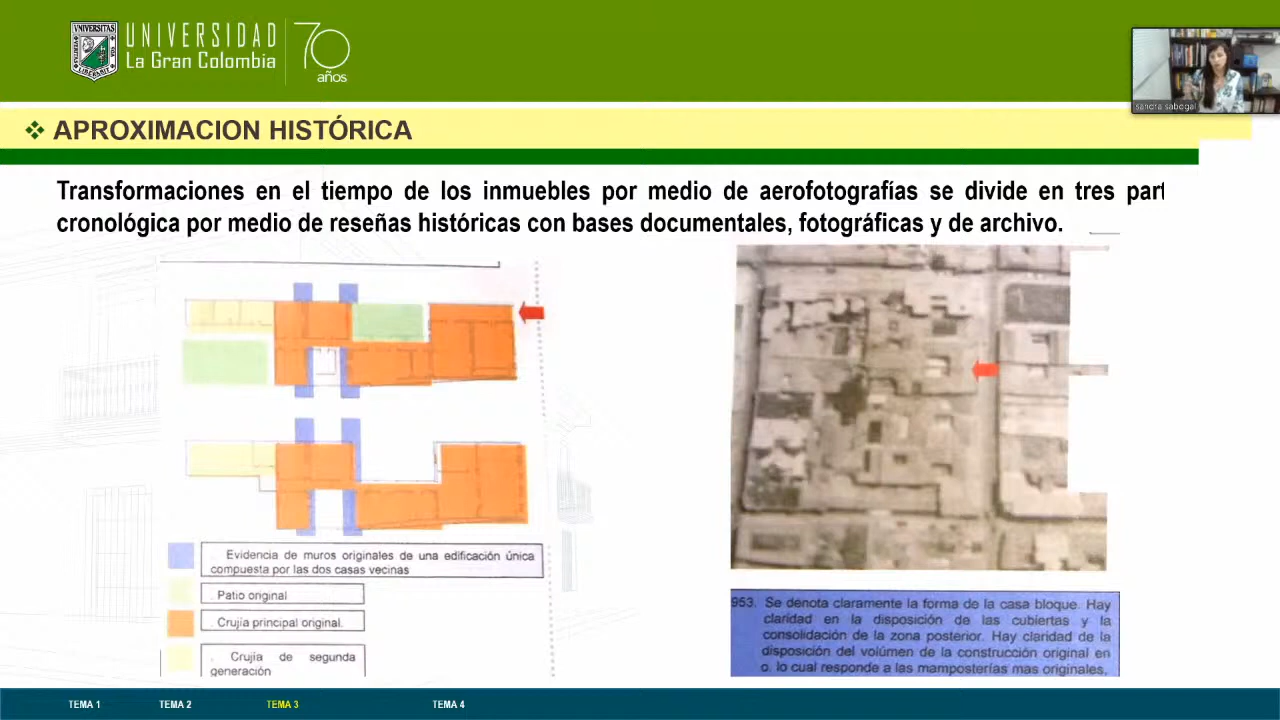 UNIVERSITAS
UNIVERSIDAD
La Gran Colombia
70
años
sandra sabogal
APROXIMACION HISTÓRICA
Transformaciones en el tiempo de los inmuebles por medio de aerofotografías se divide en tres part
cronológica por medio de reseñas históricas con bases documentales, fotográficas y de archivo.
. Evidencia de muros originales de una edificación única
compuesta por las dos casas vecinas
. Patio original
. Crujía principal original.
. Crujía de segunda
generación
953. Se denota claramente la forma de la casa bloque. Hay
claridad en la disposición de las cubiertas y la
consolidación de la zona posterior. Hay claridad de la
disposición del volúmen de la construcción original en
o. lo cual responde a las mamposterías mas originales,
TEMA 1 TEMA 2 TEMA 3 TEMA 4